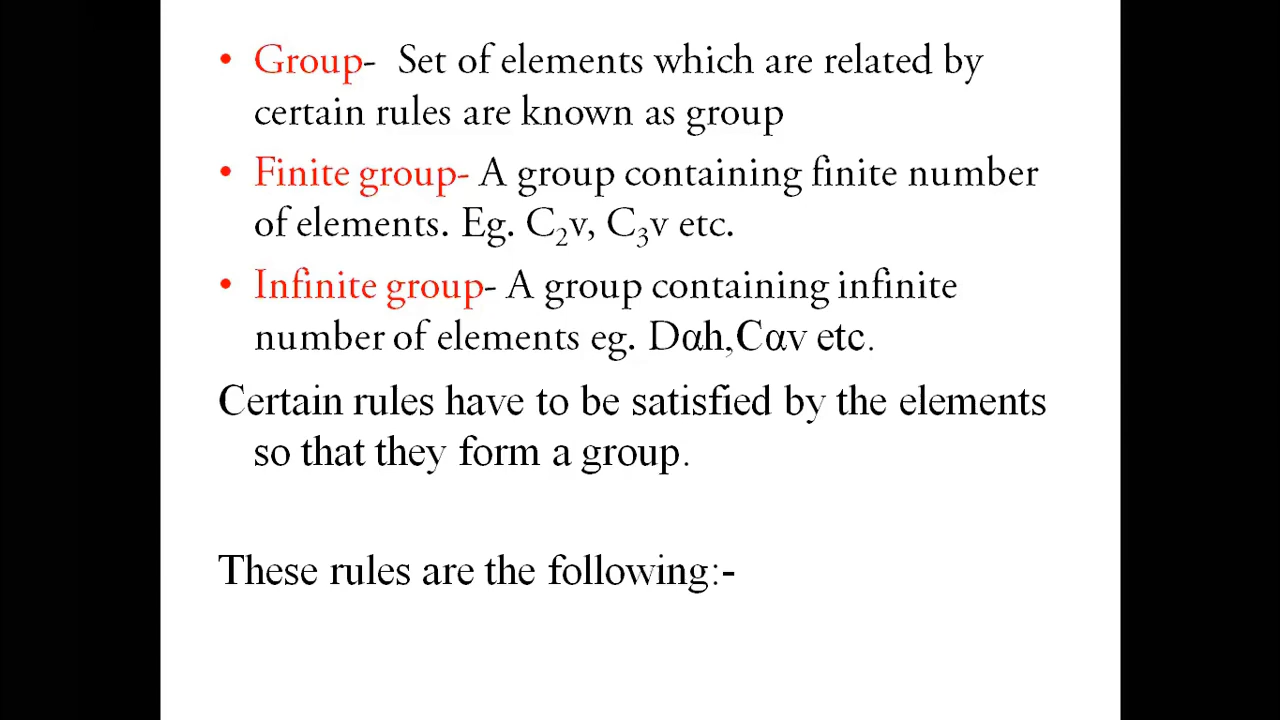 • Group- Set of elements which are related by
certain rules are known as group
• Finite group- A group containing finite number
of elements. Eg. C₂v, C₃v etc.
• Infinite group- A group containing infinite
number of elements eg. Dαh,Cαv etc.
Certain rules have to be satisfied by the elements
so that they form a group.
These rules are the following:-